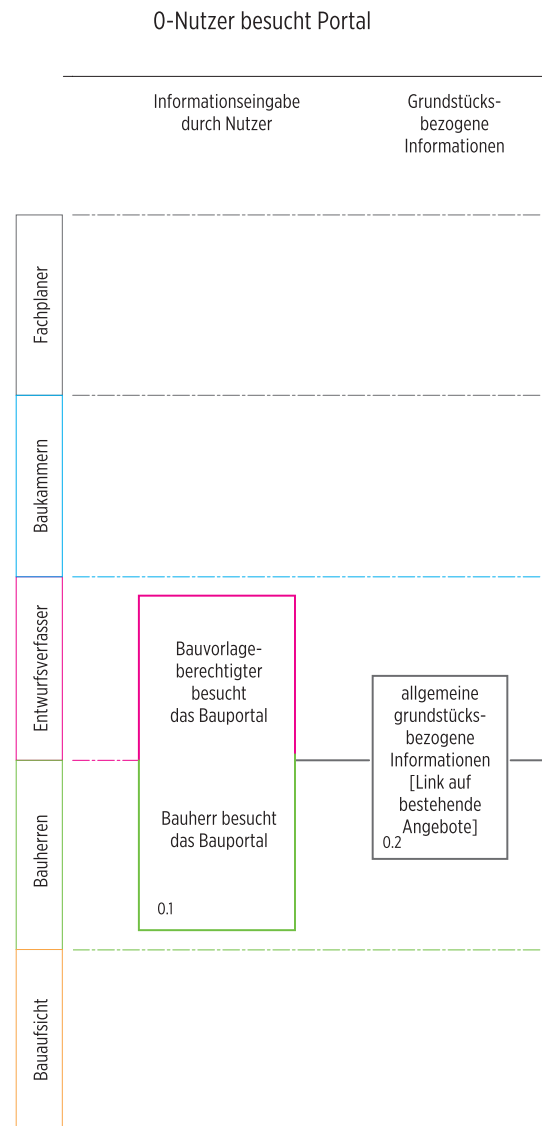 0-Nutzer besucht Portal
Informationseingabe
durch Nutzer
Grundstücks-
bezogene
Informationen
Fachplaner
Baukammern
Entwurfsverfasser
Bauvorlage-
berechtigter
besucht
das Bauportal
allgemeine
grundstücks-
bezogene
Informationen
[Link auf
bestehende
Angebote]
0.2
Bauherren
Bauherr besucht
das Bauportal
0.1
Bauaufsicht